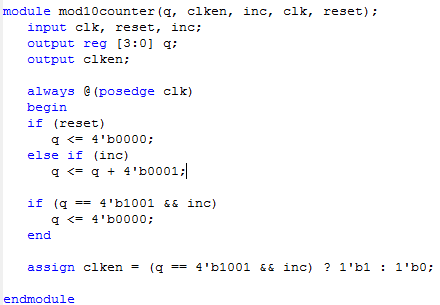 module mod10counter(q, clken, inc, clk, reset);
input clk, reset, inc;
output reg [3:0] q;
output clken;
always @(posedge clk)
begin
if (reset)
q <= 4'b0000;
else if (inc)
q <= q + 4'b0001;
if (q == 4'b1001 && inc)
q <= 4'b0000;
end
assign clken = (q == 4'b1001 && inc) ? 1'b1 : 1'b0;
endmodule